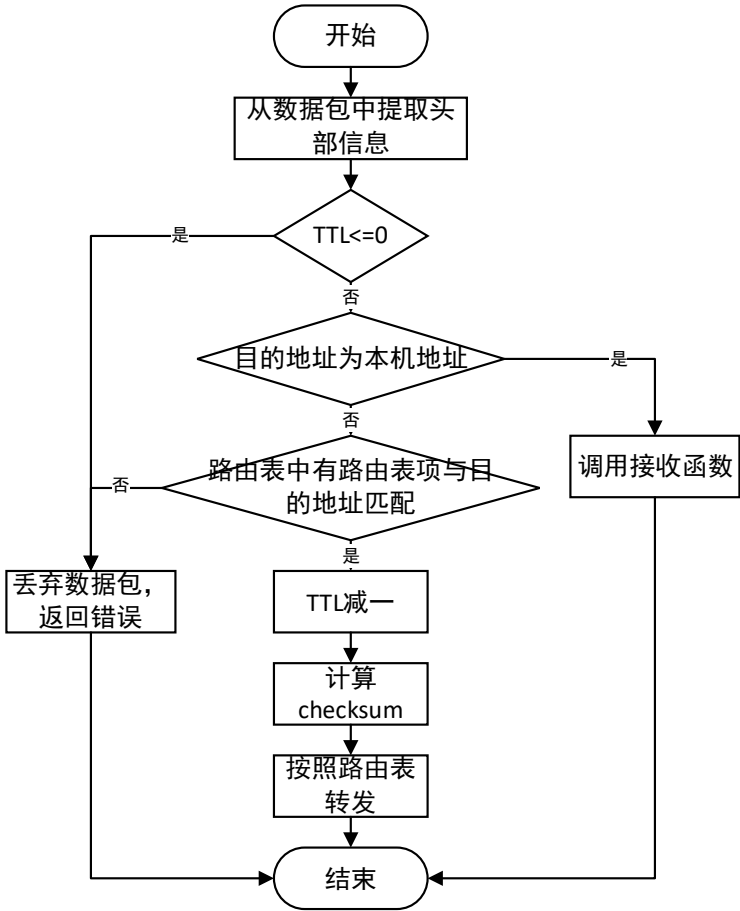 开始
从数据包中提取头
部信息
TTL<=0
是
否
目的地址为本机地址
是
否
路由表中有路由表项与目
的地址匹配
否
是
调用接收函数
丢弃数据包，
返回错误
TTL减一
计算
checksum
按照路由表
转发
结束